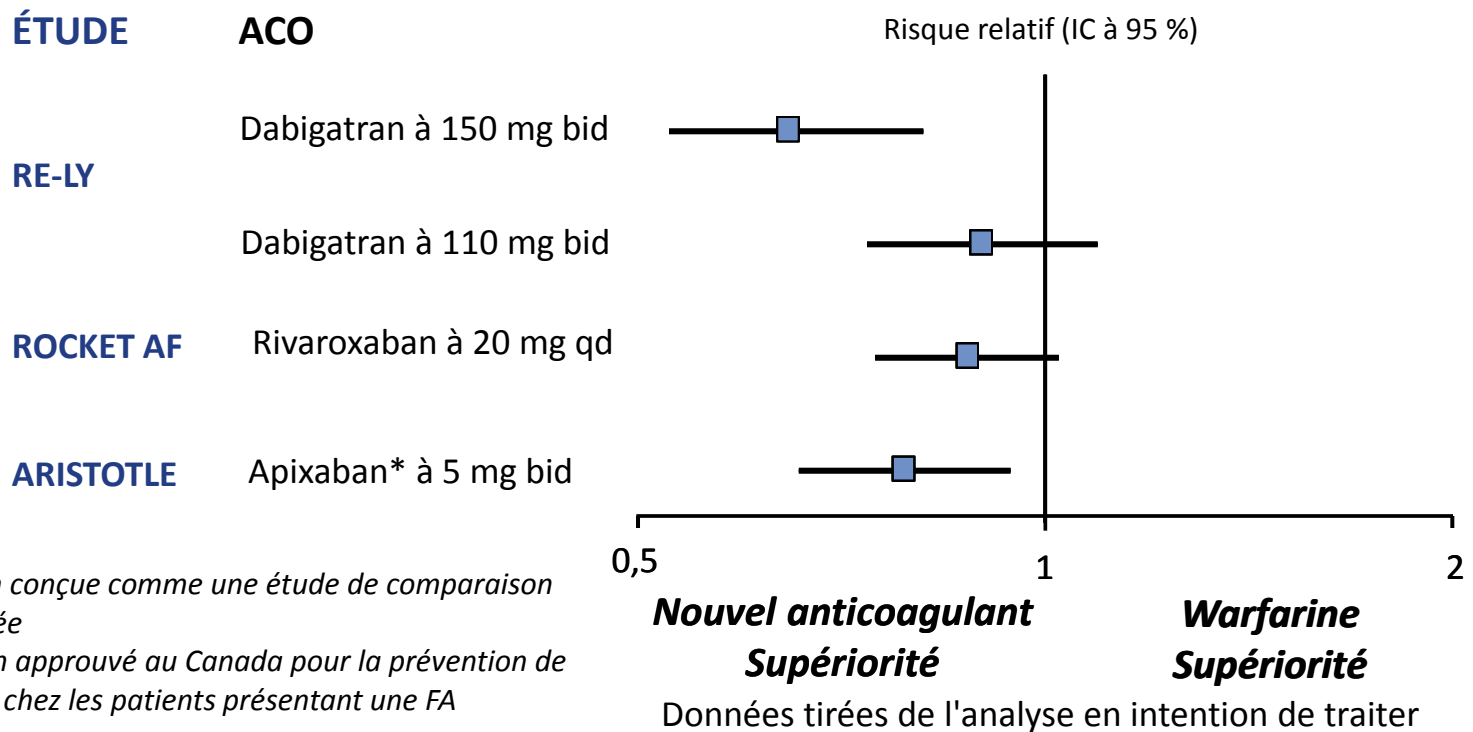 ÉTUDE ACO Risque relatif (IC à 95 %)
Dabigatran à 150 mg bid
RE-LY
Dabigatran à 110 mg bid
ROCKET AF Rivaroxaban à 20 mg qd
ARISTOTLE Apixaban* à 5 mg bid
0,5 1 2
conçue comme une étude de comparaison
approuvé au Canada pour la prévention de
chez les patients présentant une FA
Nouvel anticoagulant Warfarine
Supériorité Supériorité
Données tirées de l'analyse en intention de traiter